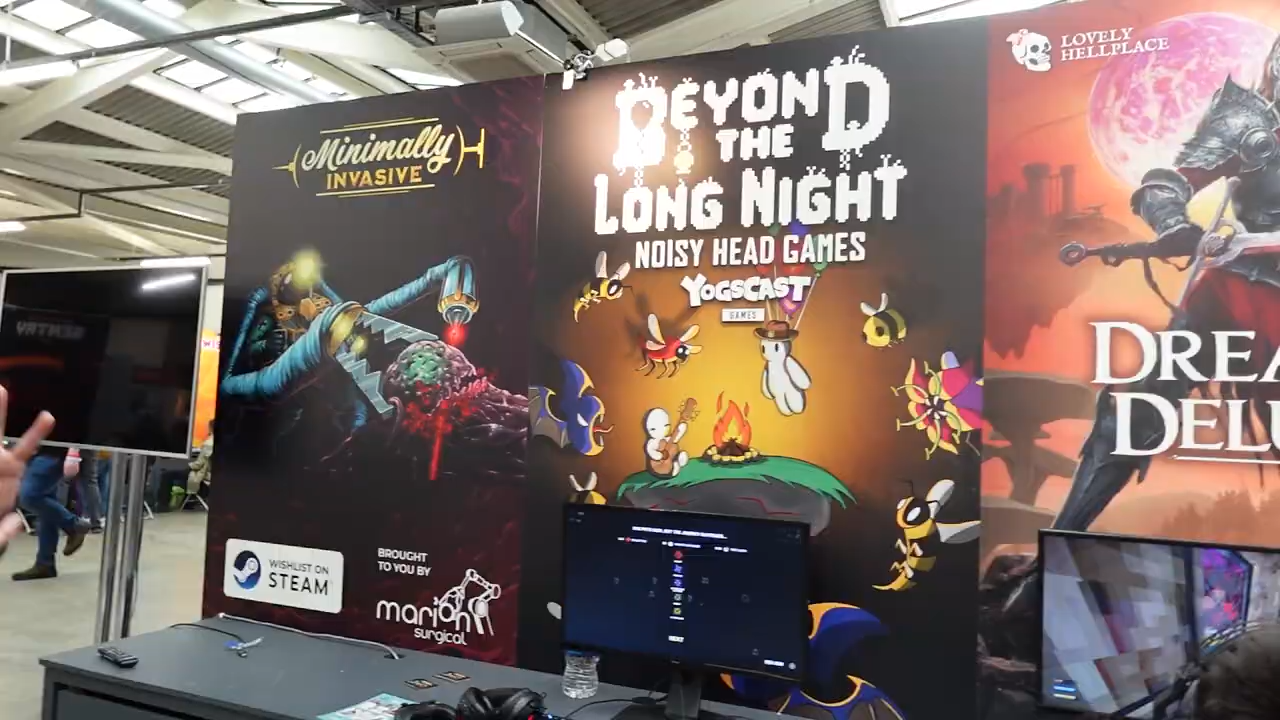 Minimally
INVASIVE
WISHLIST ON
STEAM
BROUGHT
TO YOU BY
marion
surgical
BEYOND
THE
LONG NIGHT
NOISY HEAD GAMES
YOGSCAST
GAMES
NEXT
LOVELY
HELLPLACE
DREA
DELU